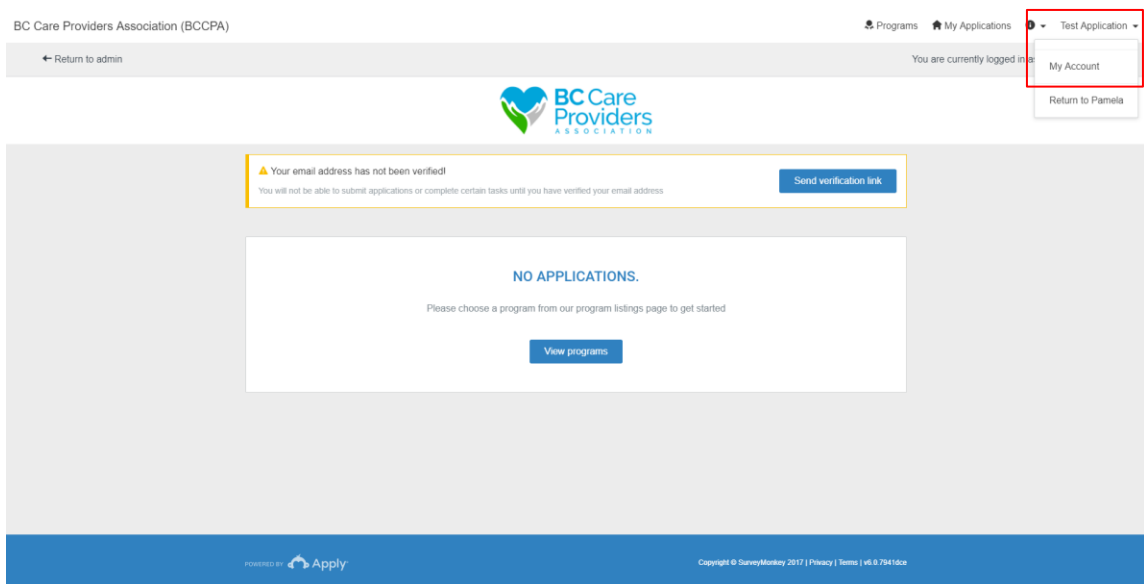 BC Care Providers Association (BCCPA)
Programs My Applications Test Application
Return to admin
You are currently logged in a
My Account
Return to Pamela
BC Care
Providers
ASSOCIATION
Your email address has not been verified!
You will not be able to submit applications or complete certain tasks until you have verified your email address
Send verification link
NO APPLICATIONS.
Please choose a program from our program listings page to get started
View programs
POWERED BY Apply
Copyright © SurveyMonkey 2017 | Privacy | Terms | v6.0.7941dce